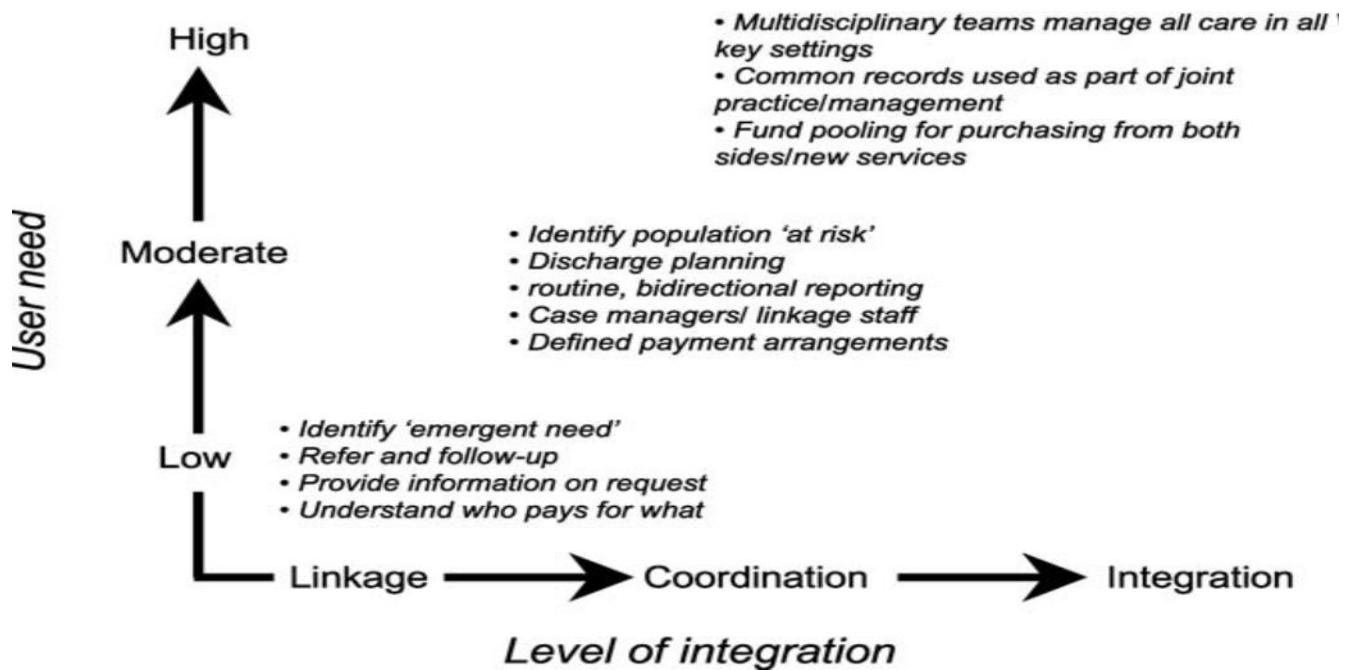 High
• Multidisciplinary teams manage all care in all
key settings
• Common records used as part of joint
practice/management
• Fund pooling for purchasing from both
sides/new services
User need
Moderate
• Identify population ‘at risk’
• Discharge planning
• routine, bidirectional reporting
• Case managers/ linkage staff
• Defined payment arrangements
Low
• Identify ‘emergent need’
• Refer and follow-up
• Provide information on request
• Understand who pays for what
Linkage
Coordination
Integration
Level of integration